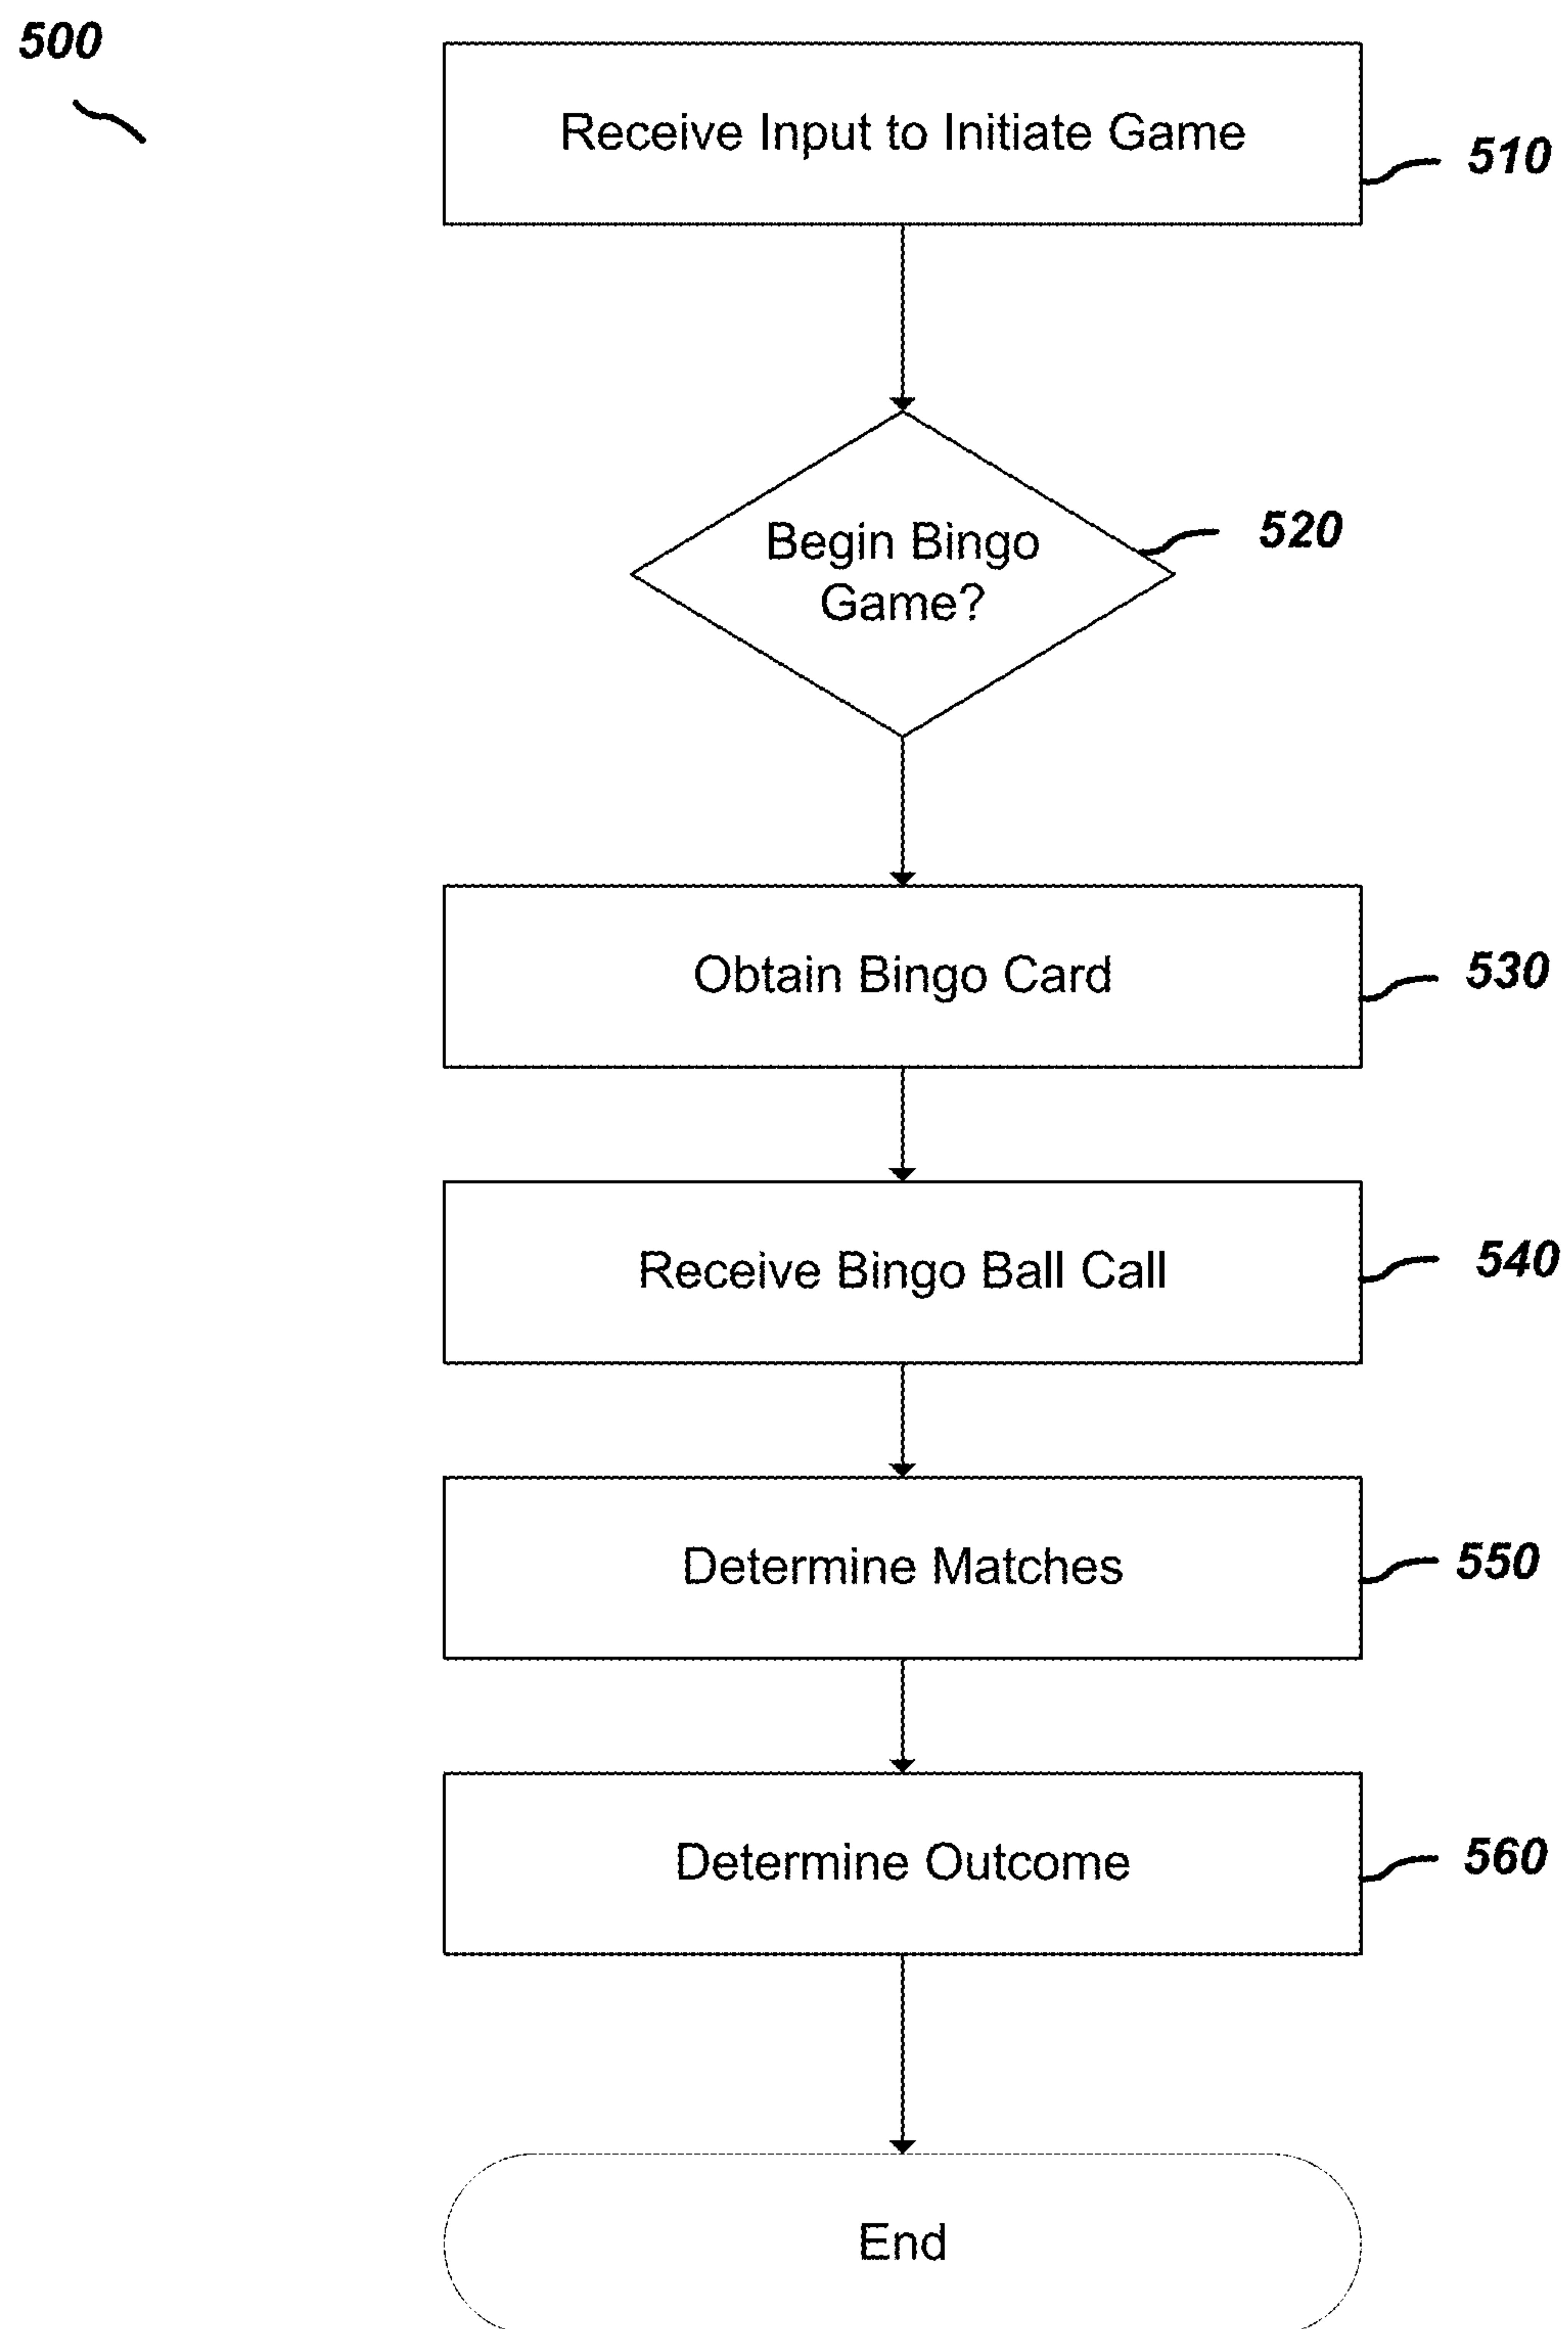 500
Receive Input to Initiate Game
510
Begin Bingo
Game?
520
Obtain Bingo Card
530
Receive Bingo Ball Call
540
Determine Matches
550
Determine Outcome
560
End